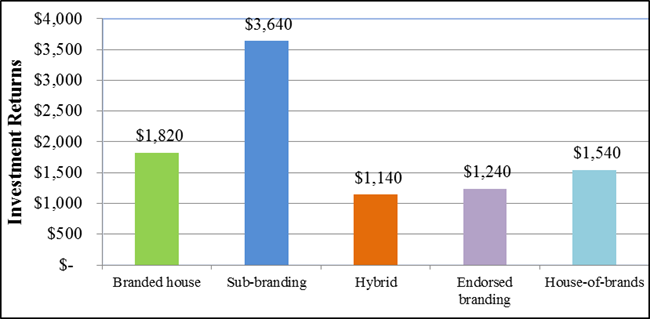 $4,000
$3,500
$3,000
$2,500
$2,000
$1,500
$1,000
$500
$-
Investment Returns
$1,820
$3,640
$1,140
$1,240
$1,540
Branded house
Sub-branding
Hybrid
Endorsed
branding
House-of-brands